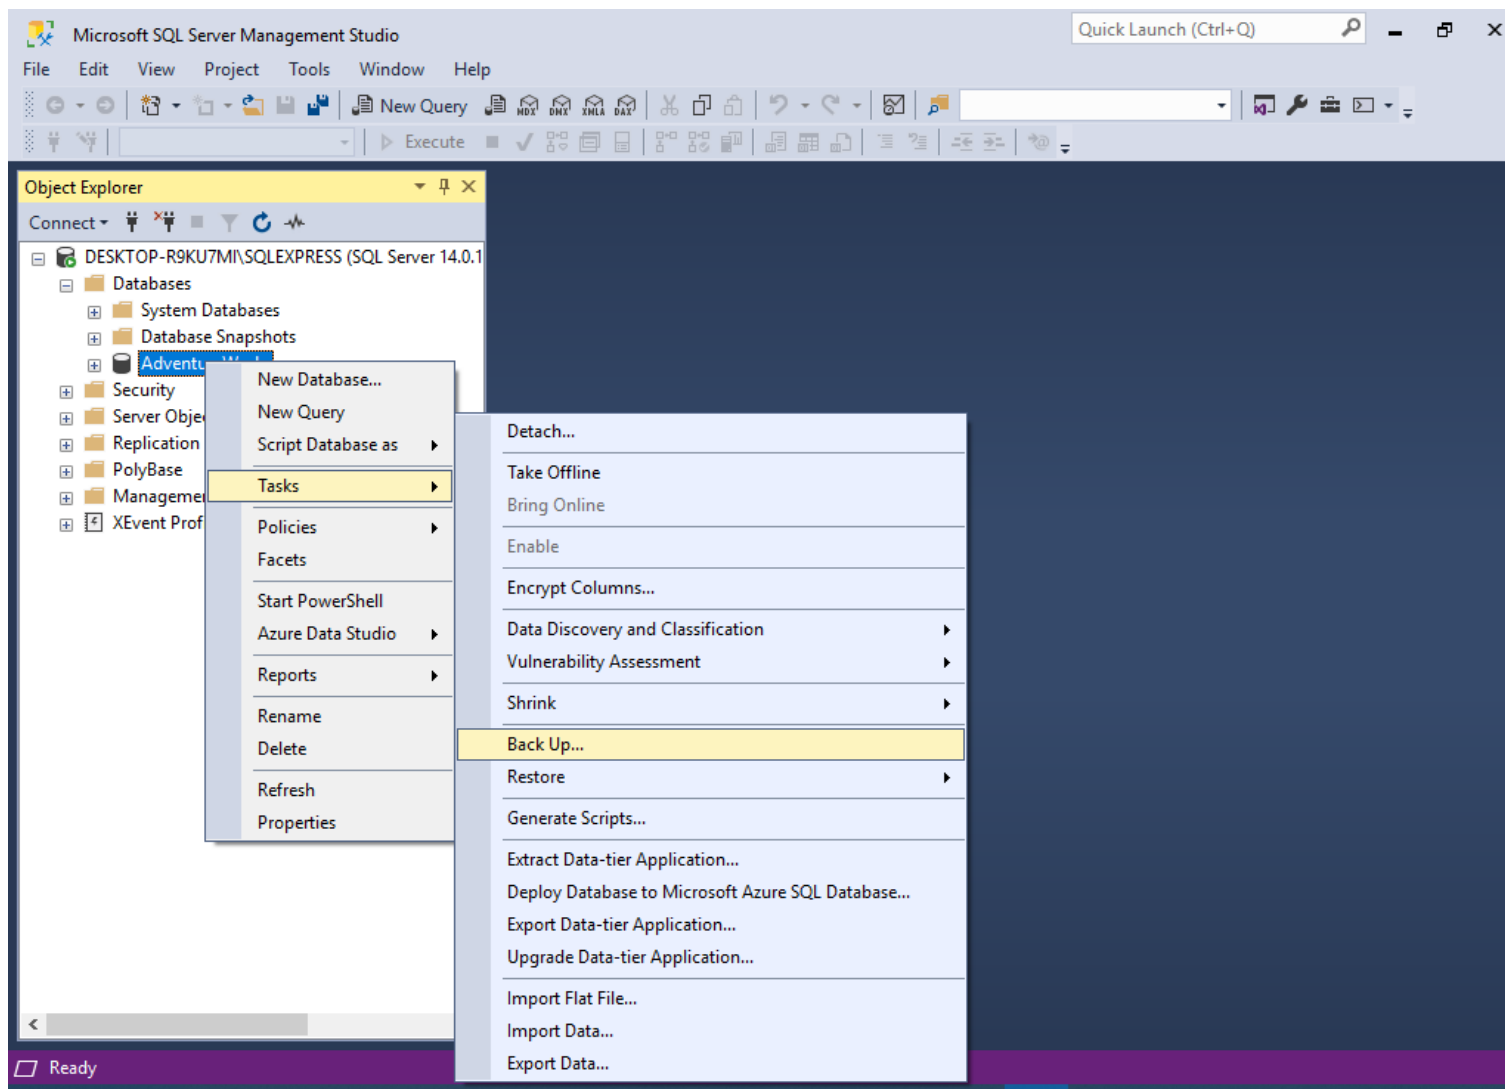 Microsoft SQL Server Management Studio
Quick Launch (Ctrl+Q)
File Edit View Project Tools Window Help
New Query MDX DMX XMLA DAX
Execute
Object Explorer
Connect
DESKTOP-R9KU7MI\SQLEXPRESS (SQL Server 14.0.1
Databases
System Databases
Database Snapshots
Security
Replication
PolyBase
New Database...
New Query
Script Database as
Tasks
Policies
Facets
Start PowerShell
Azure Data Studio
Reports
Rename
Delete
Refresh
Properties
Detach...
Take Offline
Bring Online
Enable
Encrypt Columns...
Data Discovery and Classification
Vulnerability Assessment
Shrink
Back Up...
Restore
Generate Scripts...
Extract Data-tier Application...
Deploy Database to Microsoft Azure SQL Database...
Export Data-tier Application...
Upgrade Data-tier Application...
Import Flat File...
Import Data...
Export Data...
Ready